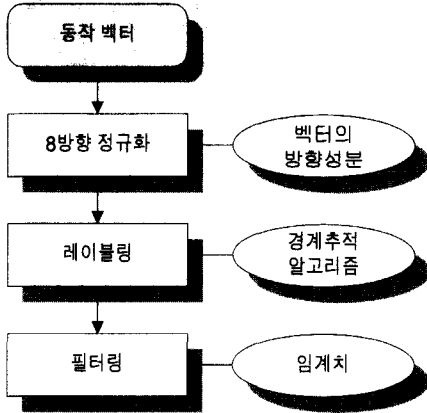 동작 벡터
8방향 정규화
벡터의
방향성분
레이블링
경계추적
알고리즘
필터링
임계치